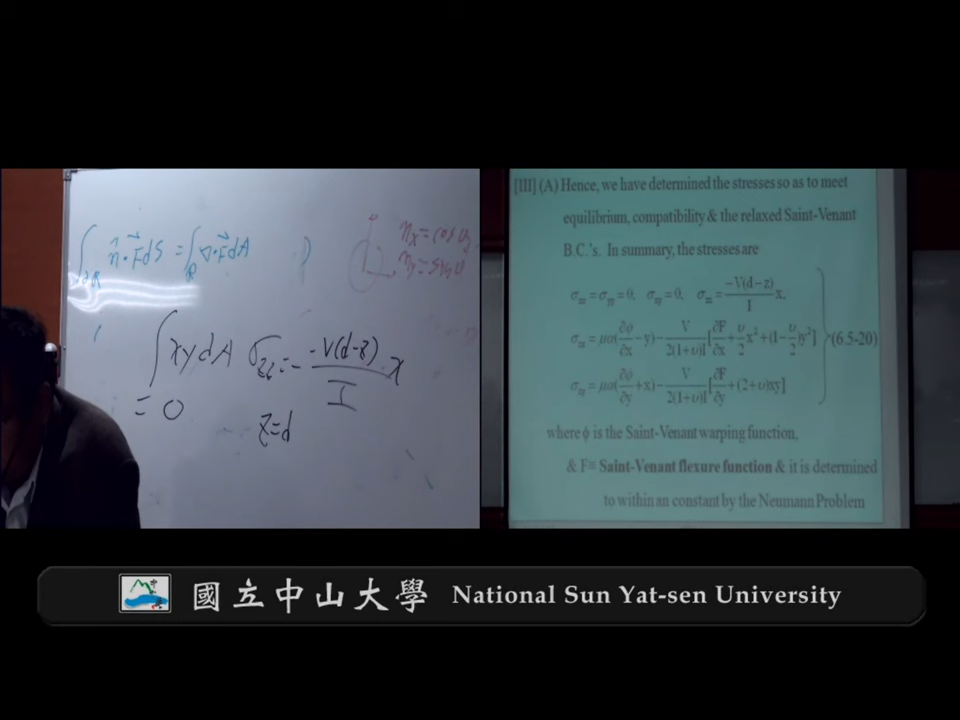 ∫∂R n̂·F⃗dS = ∫R ∇·F⃗dA
nx = cos
ny = sin
∫xydA
= 0
σzz = -V(d-z)/I · x
z=d
[III] (A) Hence, we have determined the stresses so as to meet
equilibrium, compatibility & the relaxed Saint-Venant
B.C.'s. In summary, the stresses are
σxx = σyy = 0, σxy = 0, σzz = -V(d-z)/I x,
σxz = μα(∂φ/∂x - y) - V/2(1+υ)I [∂F/∂x + υ/2 x² + (1-υ/2)y²] (6.5-20)
σyz = μα(∂φ/∂y + x) - V/2(1+υ)I [∂F/∂y + (2+υ)xy]
where φ is the Saint-Venant warping function,
& F≡ Saint-Venant flexure function & it is determined
to within an constant by the Neumann Problem
國立中山大學 National Sun Yat-sen University